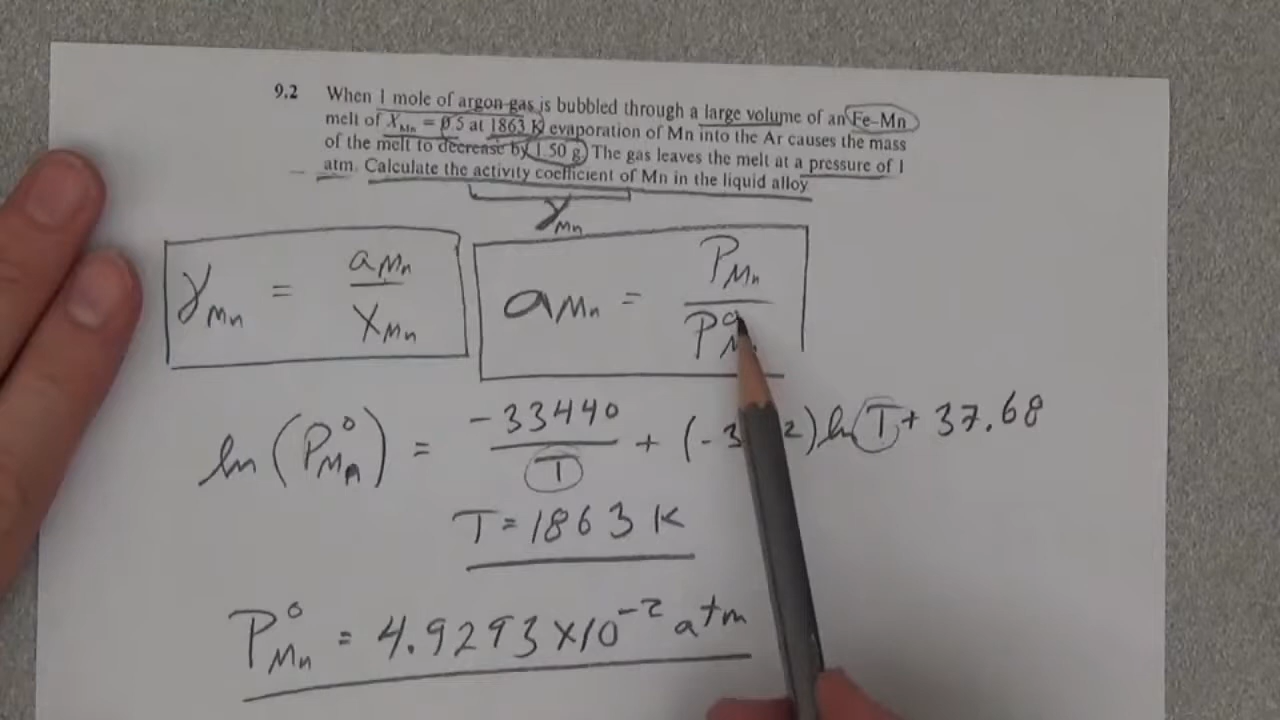 9.2 When 1 mole of argon gas is bubbled through a large volume of an Fe–Mn
melt of X_Mn = 0.5 at 1863 K evaporation of Mn into the Ar causes the mass
of the melt to decrease by 1.50 g. The gas leaves the melt at a pressure of 1
atm. Calculate the activity coefficient of Mn in the liquid alloy
γ_Mn
γ_Mn = a_Mn / X_Mn
a_Mn = P_Mn / P°
ln(P°_Mn) = -33440 / T + (-3 2) ln T + 37.68
T = 1863 K
P°_Mn = 4.9293 × 10^-2 atm